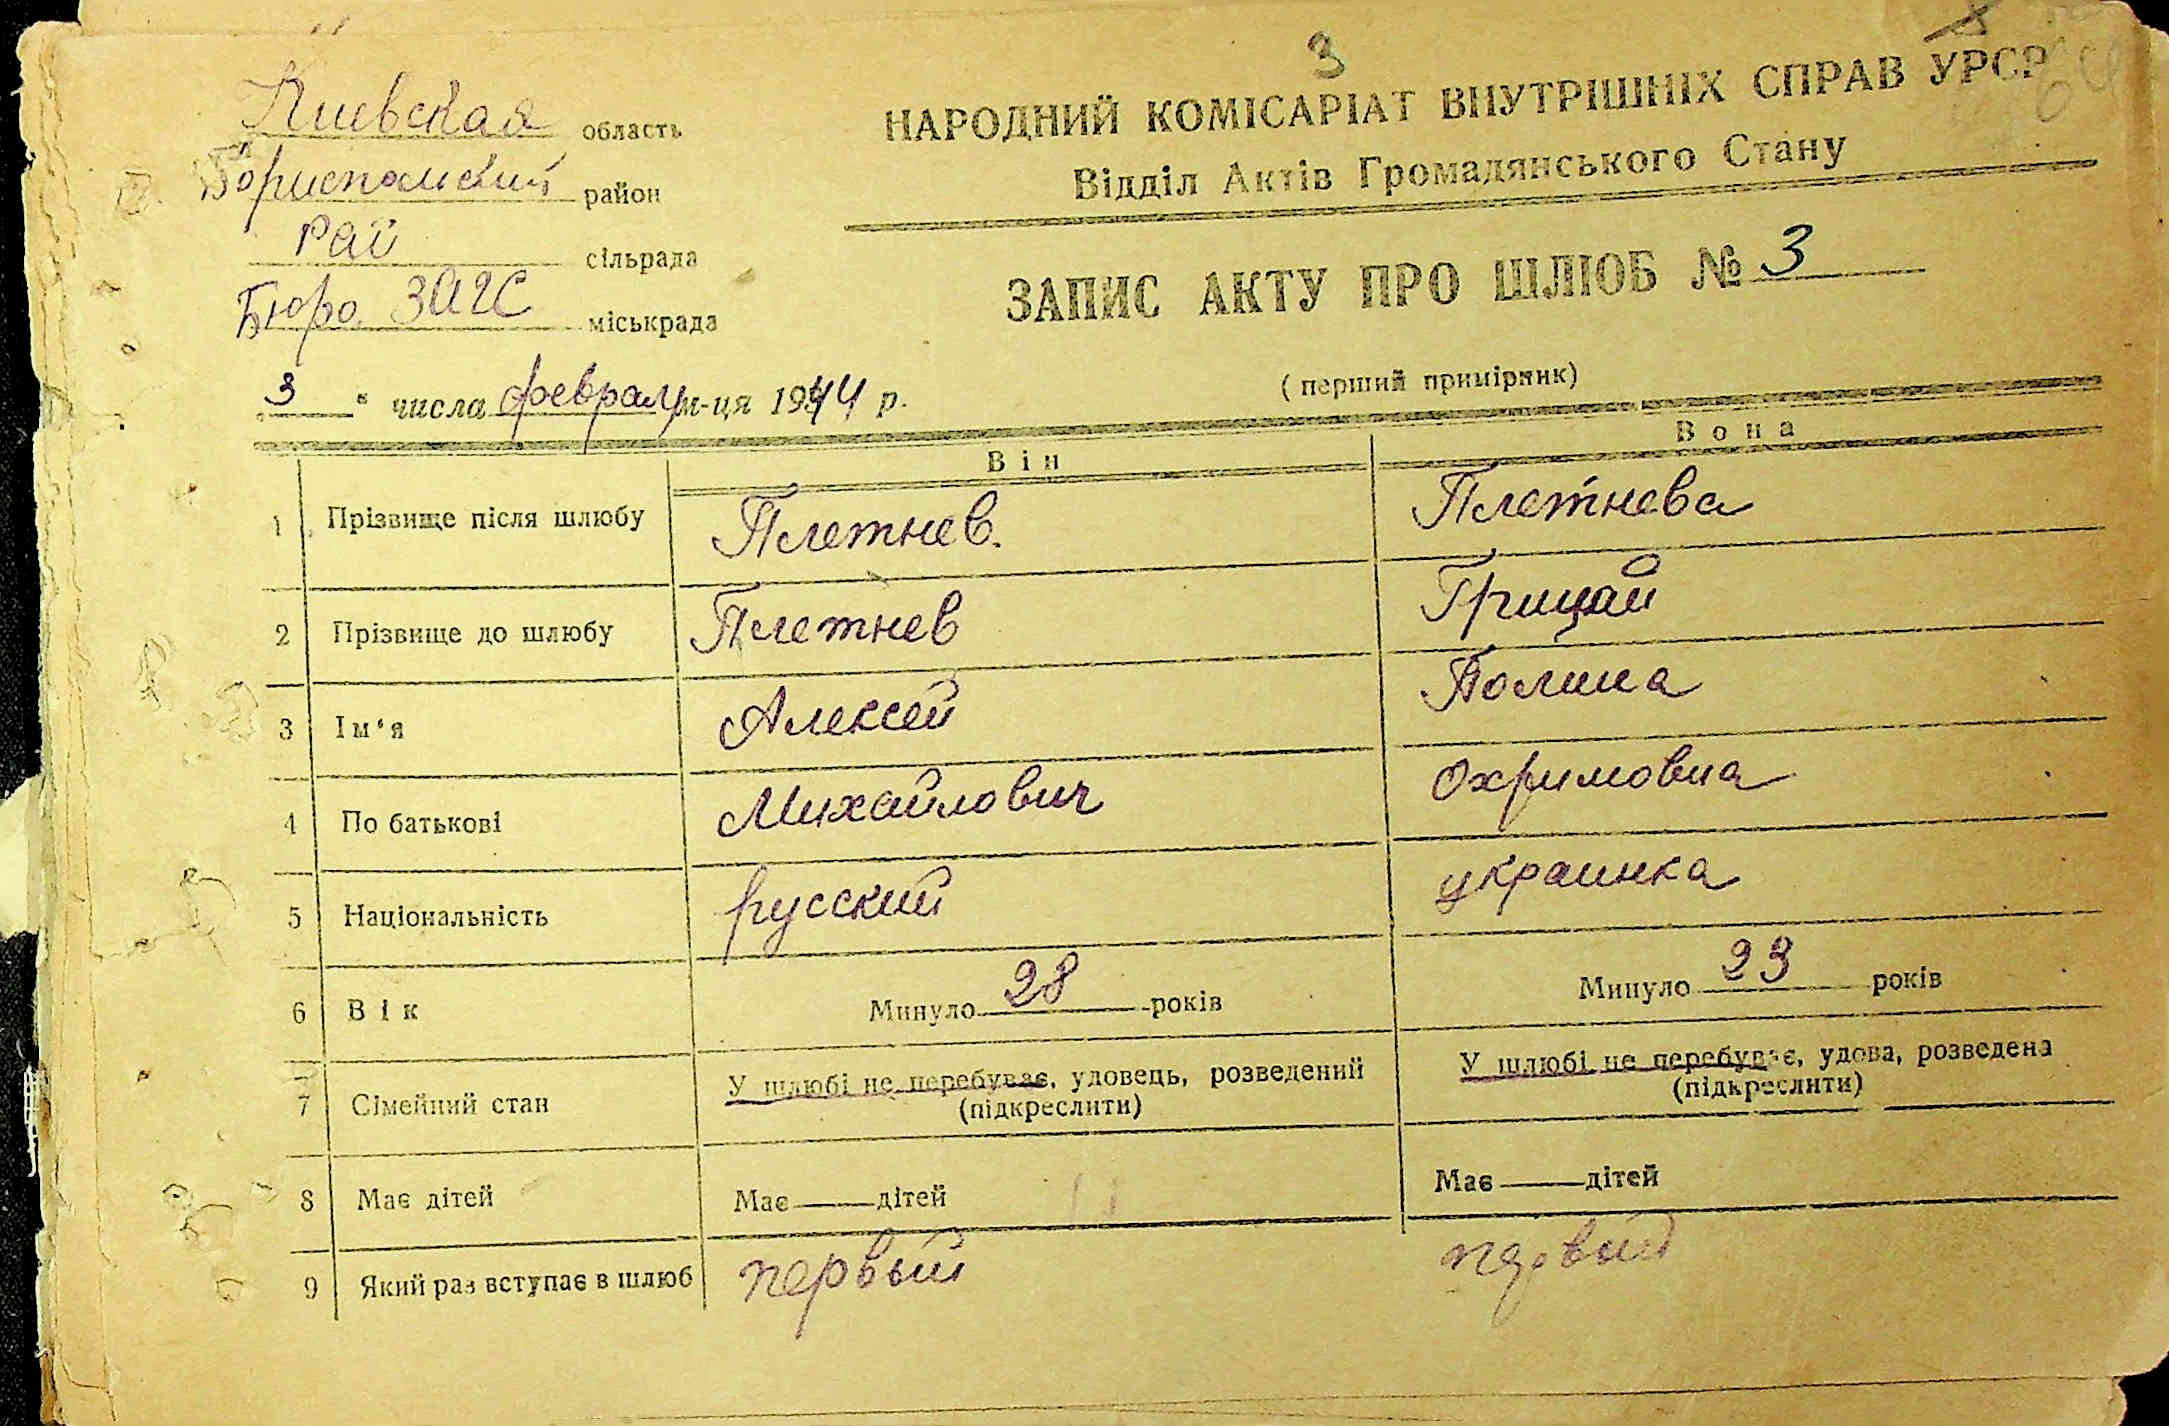 3
Киевская область
Бориспольский район
рай сільрада
Бюро ЗАГС міськрада
НАРОДНИЙ КОМІСАРІАТ ВНУТРІШНІХ СПРАВ УРСР
Відділ Актів Громадянського Стану
ЗАПИС АКТУ ПРО ШЛЮБ № 3
(перший примірник)
3 " числа февраля м-ця 1944 р.
Він Вона
1 Прізвище після шлюбу Плетнев. Плетнева
2 Прізвище до шлюбу Плетнев Грицай
3 Ім'я Алексей Полина
4 По батькові Михайлович Охримовна
5 Національність русский украинка
6 Вік Минуло 28 років Минуло 23 років
7 Сімейний стан У шлюбі не перебуває, удовець, розведений У шлюбі не перебуває, удова, розведена
(підкреслити) (підкреслити)
8 Має дітей Має — дітей Має — дітей
9 Який раз вступає в шлюб первый первый